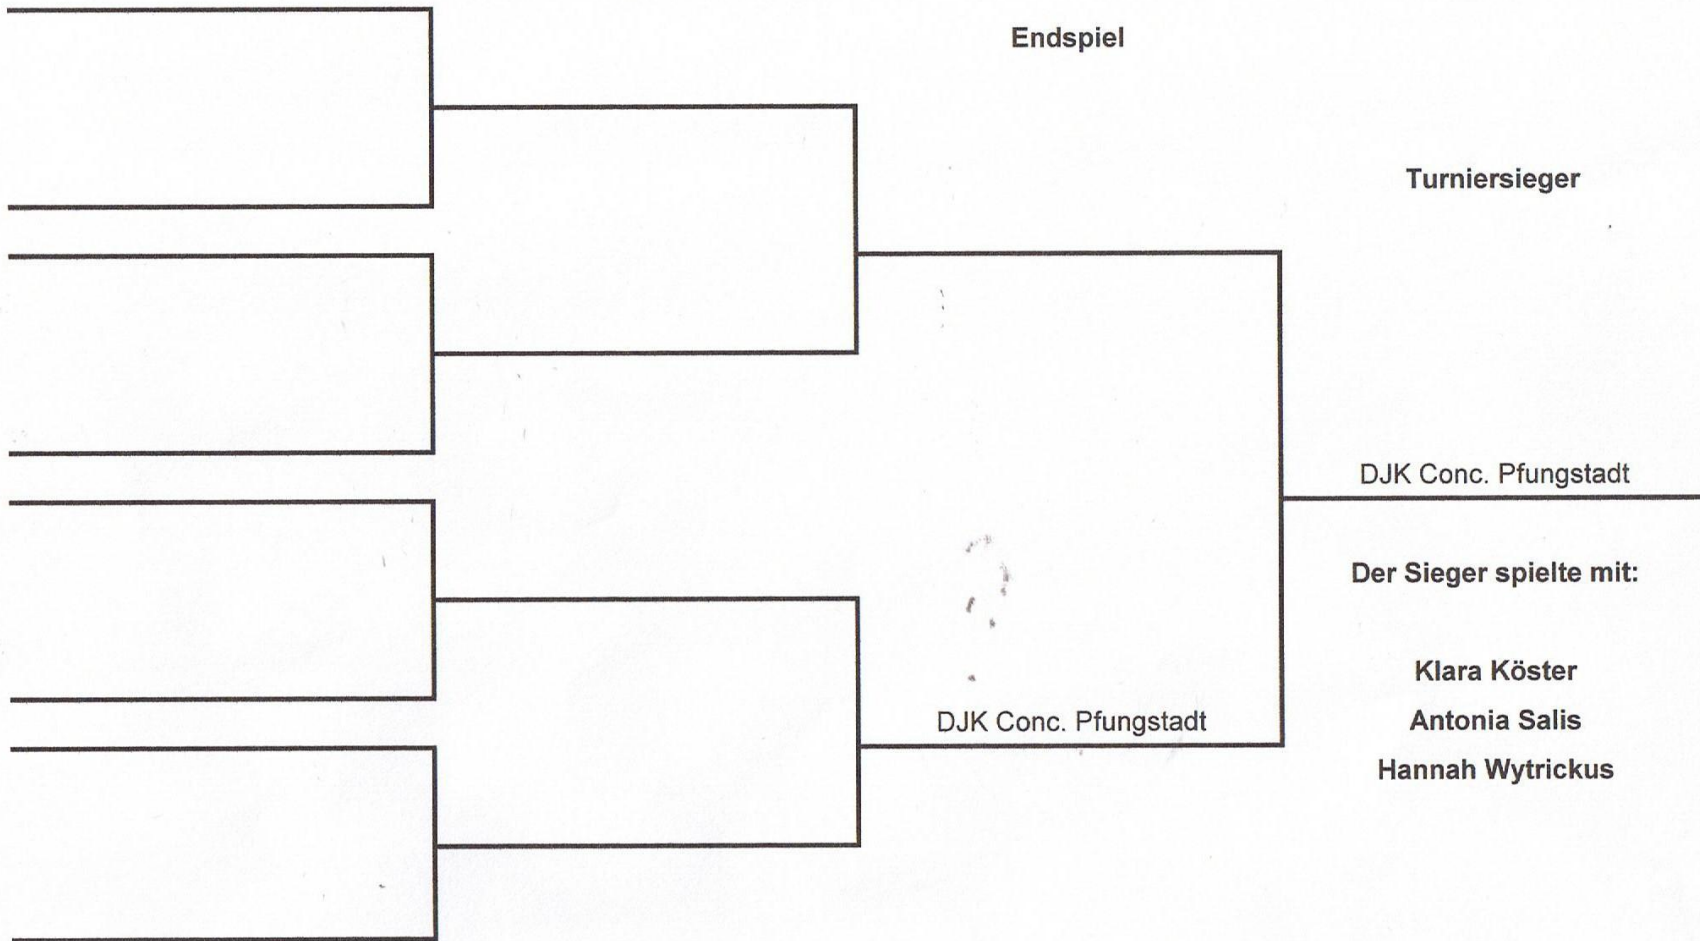 Endspiel
Turniersieger
DJK Conc. Pfungstadt
Der Sieger spielte mit:
Klara Köster
DJK Conc. Pfungstadt
Antonia Salis
Hannah Wytrickus